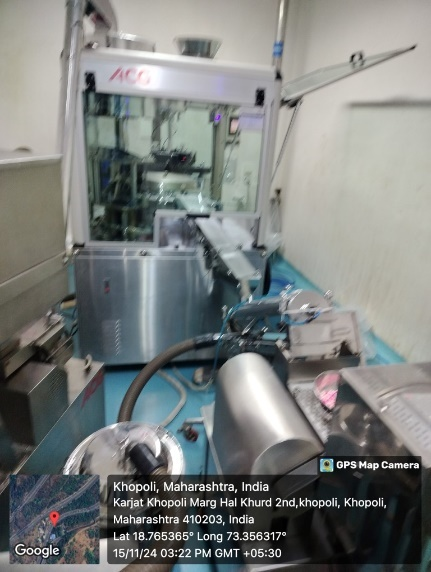 ACG
GPS Map Camera
Khopoli, Maharashtra, India
Karjat Khopoli Marg Hal Khurd 2nd,khopoli, Khopoli,
Maharashtra 410203, India
Lat 18.765365° Long 73.356317°
15/11/24 03:22 PM GMT +05:30
Google